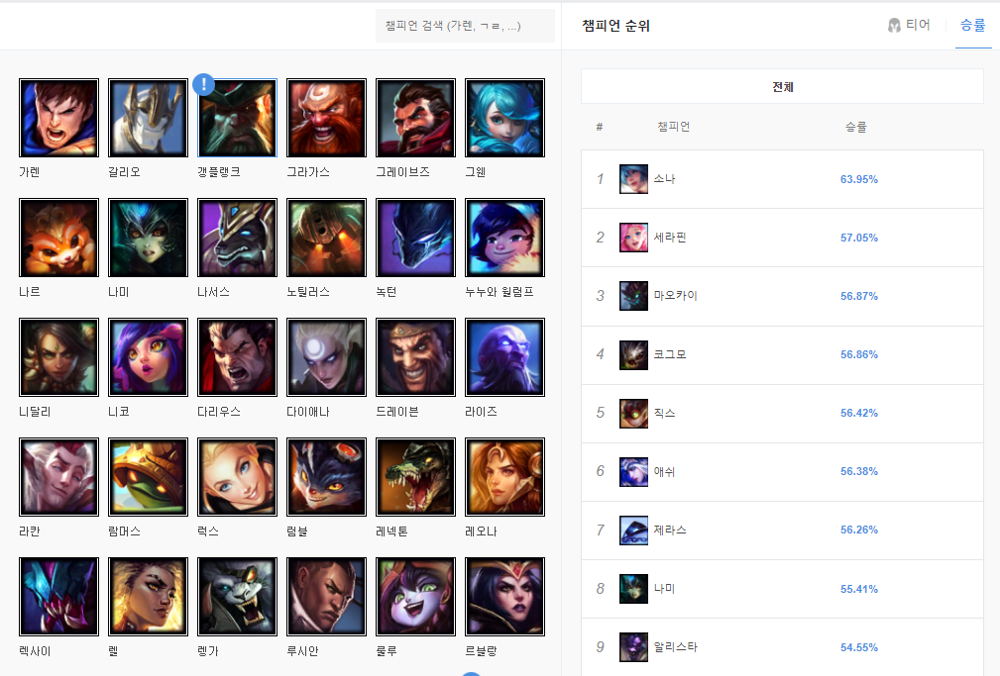 챔피언 검색 (가렌, ㄱㄹ, ...)
가렌 갈리오 갱플랭크 그라가스 그레이브즈 그웬
나르 나미 나서스 노틸러스 녹턴 누누와 윌럼프
니달리 니코 다리우스 다이애나 드레이븐 라이즈
라칸 람머스 럭스 럼블 레넥톤 레오나
렉사이 렐 렝가 루시안 룰루 르블랑
챔피언 순위 티어 승률
전체
# 챔피언 승률
1 소나 63.95%
2 세라핀 57.05%
3 마오카이 56.87%
4 코그모 56.86%
5 직스 56.42%
6 애쉬 56.38%
7 제라스 56.26%
8 나미 55.41%
9 알리스타 54.55%